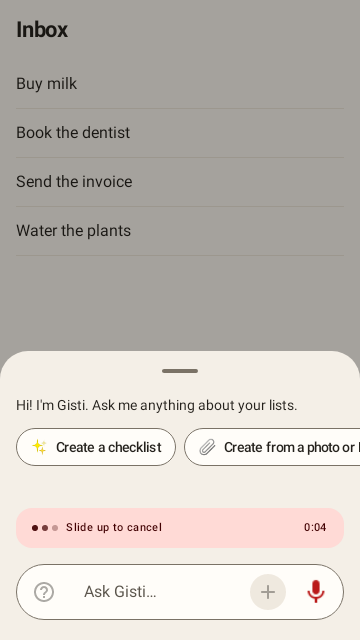 Inbox
Buy milk
Book the dentist
Send the invoice
Water the plants
Hi! I'm Gisti. Ask me anything about your lists.
Create a checklist
Create from a photo or
Slide up to cancel
0:04
Ask Gisti...